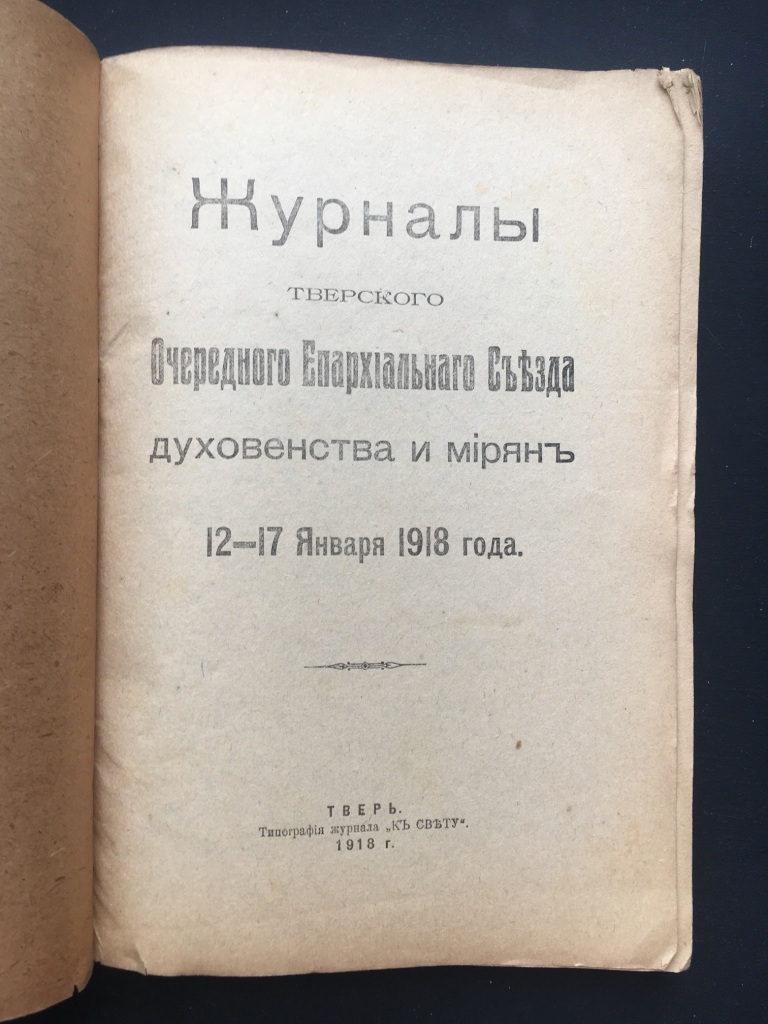 Журналы
ТВЕРСКОГО
Очередного Епархіальнаго Съѣзда
духовенства и мірянъ
12—17 Января 1918 года.
ТВЕРЬ.
Типографія журнала „КЪ СВѢТУ“.
1918 г.